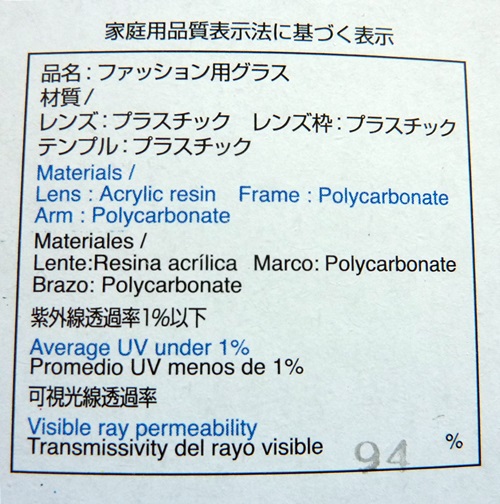 家庭用品質表示法に基づく表示
品名：ファッション用グラス
材質/
レンズ：プラスチック　レンズ枠：プラスチック
テンプル：プラスチック
Materials /
Lens : Acrylic resin　Frame : Polycarbonate
Arm : Polycarbonate
Materiales /
Lente:Resina acrílica　Marco: Polycarbonate
Brazo: Polycarbonate
紫外線透過率1%以下
Average UV under 1%
Promedio UV menos de 1%
可視光線透過率
Visible ray permeability
Transmissivity del rayo visible　94　%